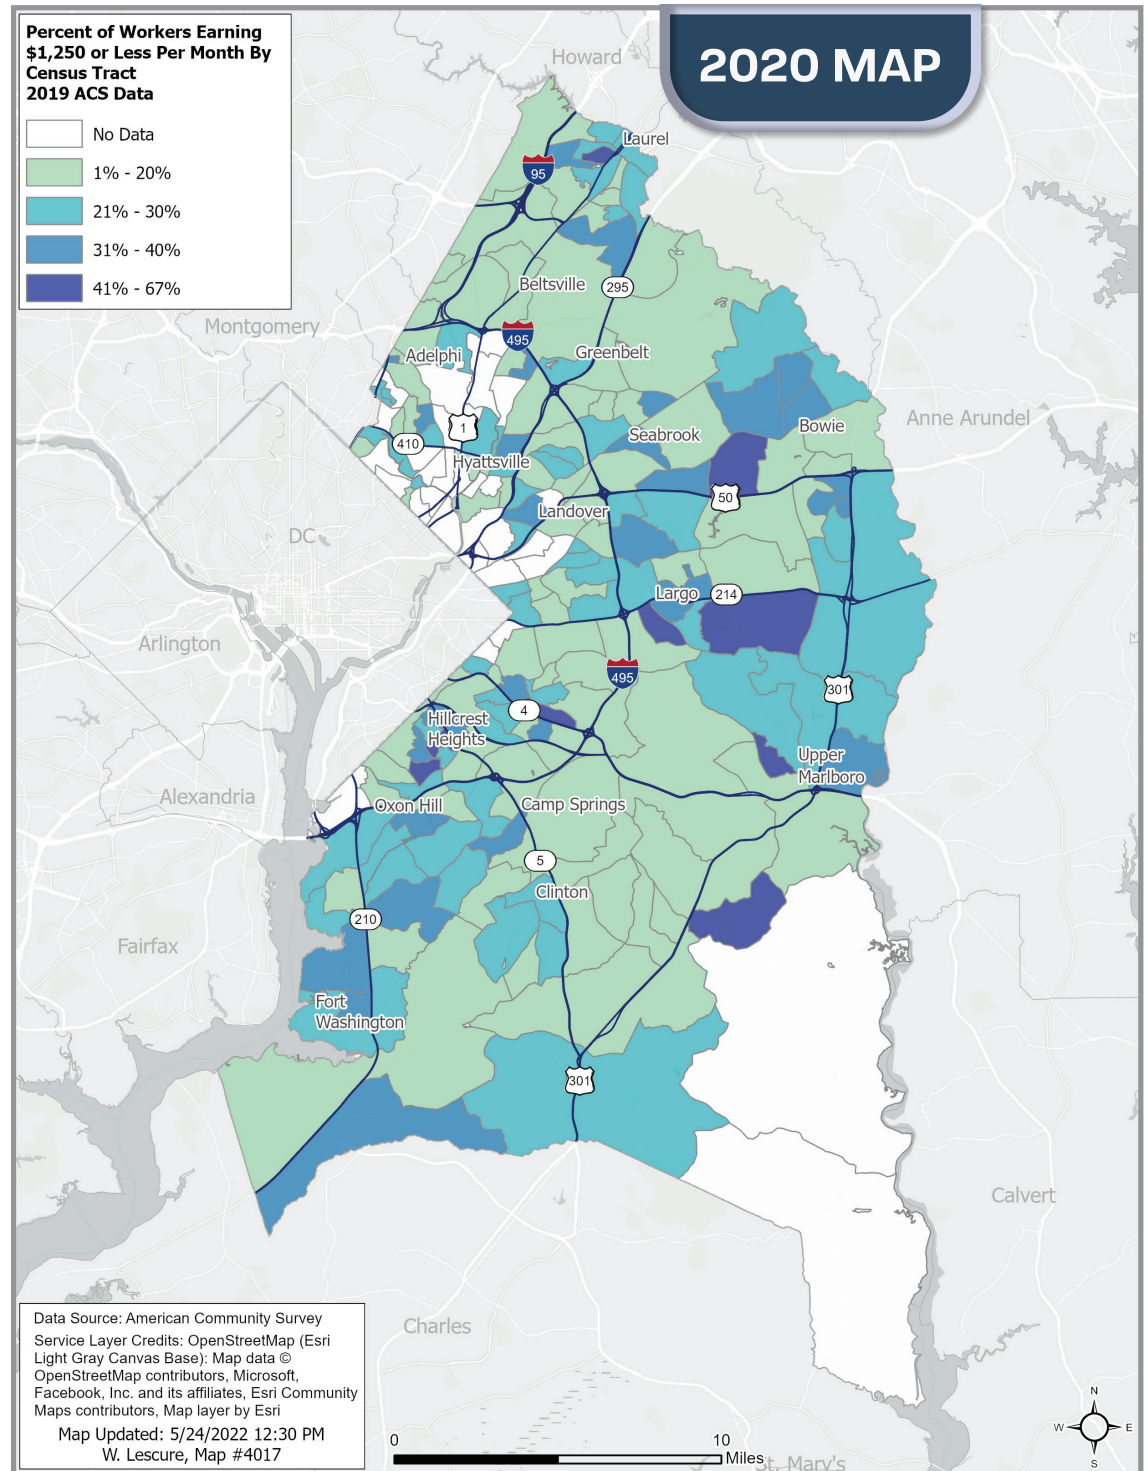 Percent of Workers Earning
$1,250 or Less Per Month By
Census Tract
2019 ACS Data
No Data
1% - 20%
21% - 30%
31% - 40%
41% - 67%
2020 MAP
Howard
Laurel
95
Beltsville
295
Montgomery
495
Adelphi
Greenbelt
Anne Arundel
1
410
Seabrook
Bowie
Hyattsville
50
Landover
DC
Largo
214
Arlington
495
301
4
Hillcrest
Heights
Upper
Marlboro
Alexandria
Oxon Hill
Camp Springs
5
Clinton
210
Fairfax
Fort
Washington
301
Calvert
Charles
Data Source: American Community Survey
Service Layer Credits: OpenStreetMap (Esri
Light Gray Canvas Base): Map data ©
OpenStreetMap contributors, Microsoft,
Facebook, Inc. and its affiliates, Esri Community
Maps contributors, Map layer by Esri
Map Updated: 5/24/2022 12:30 PM
W. Lescure, Map #4017
0 10
Miles
St. Mary's
N
W E
S